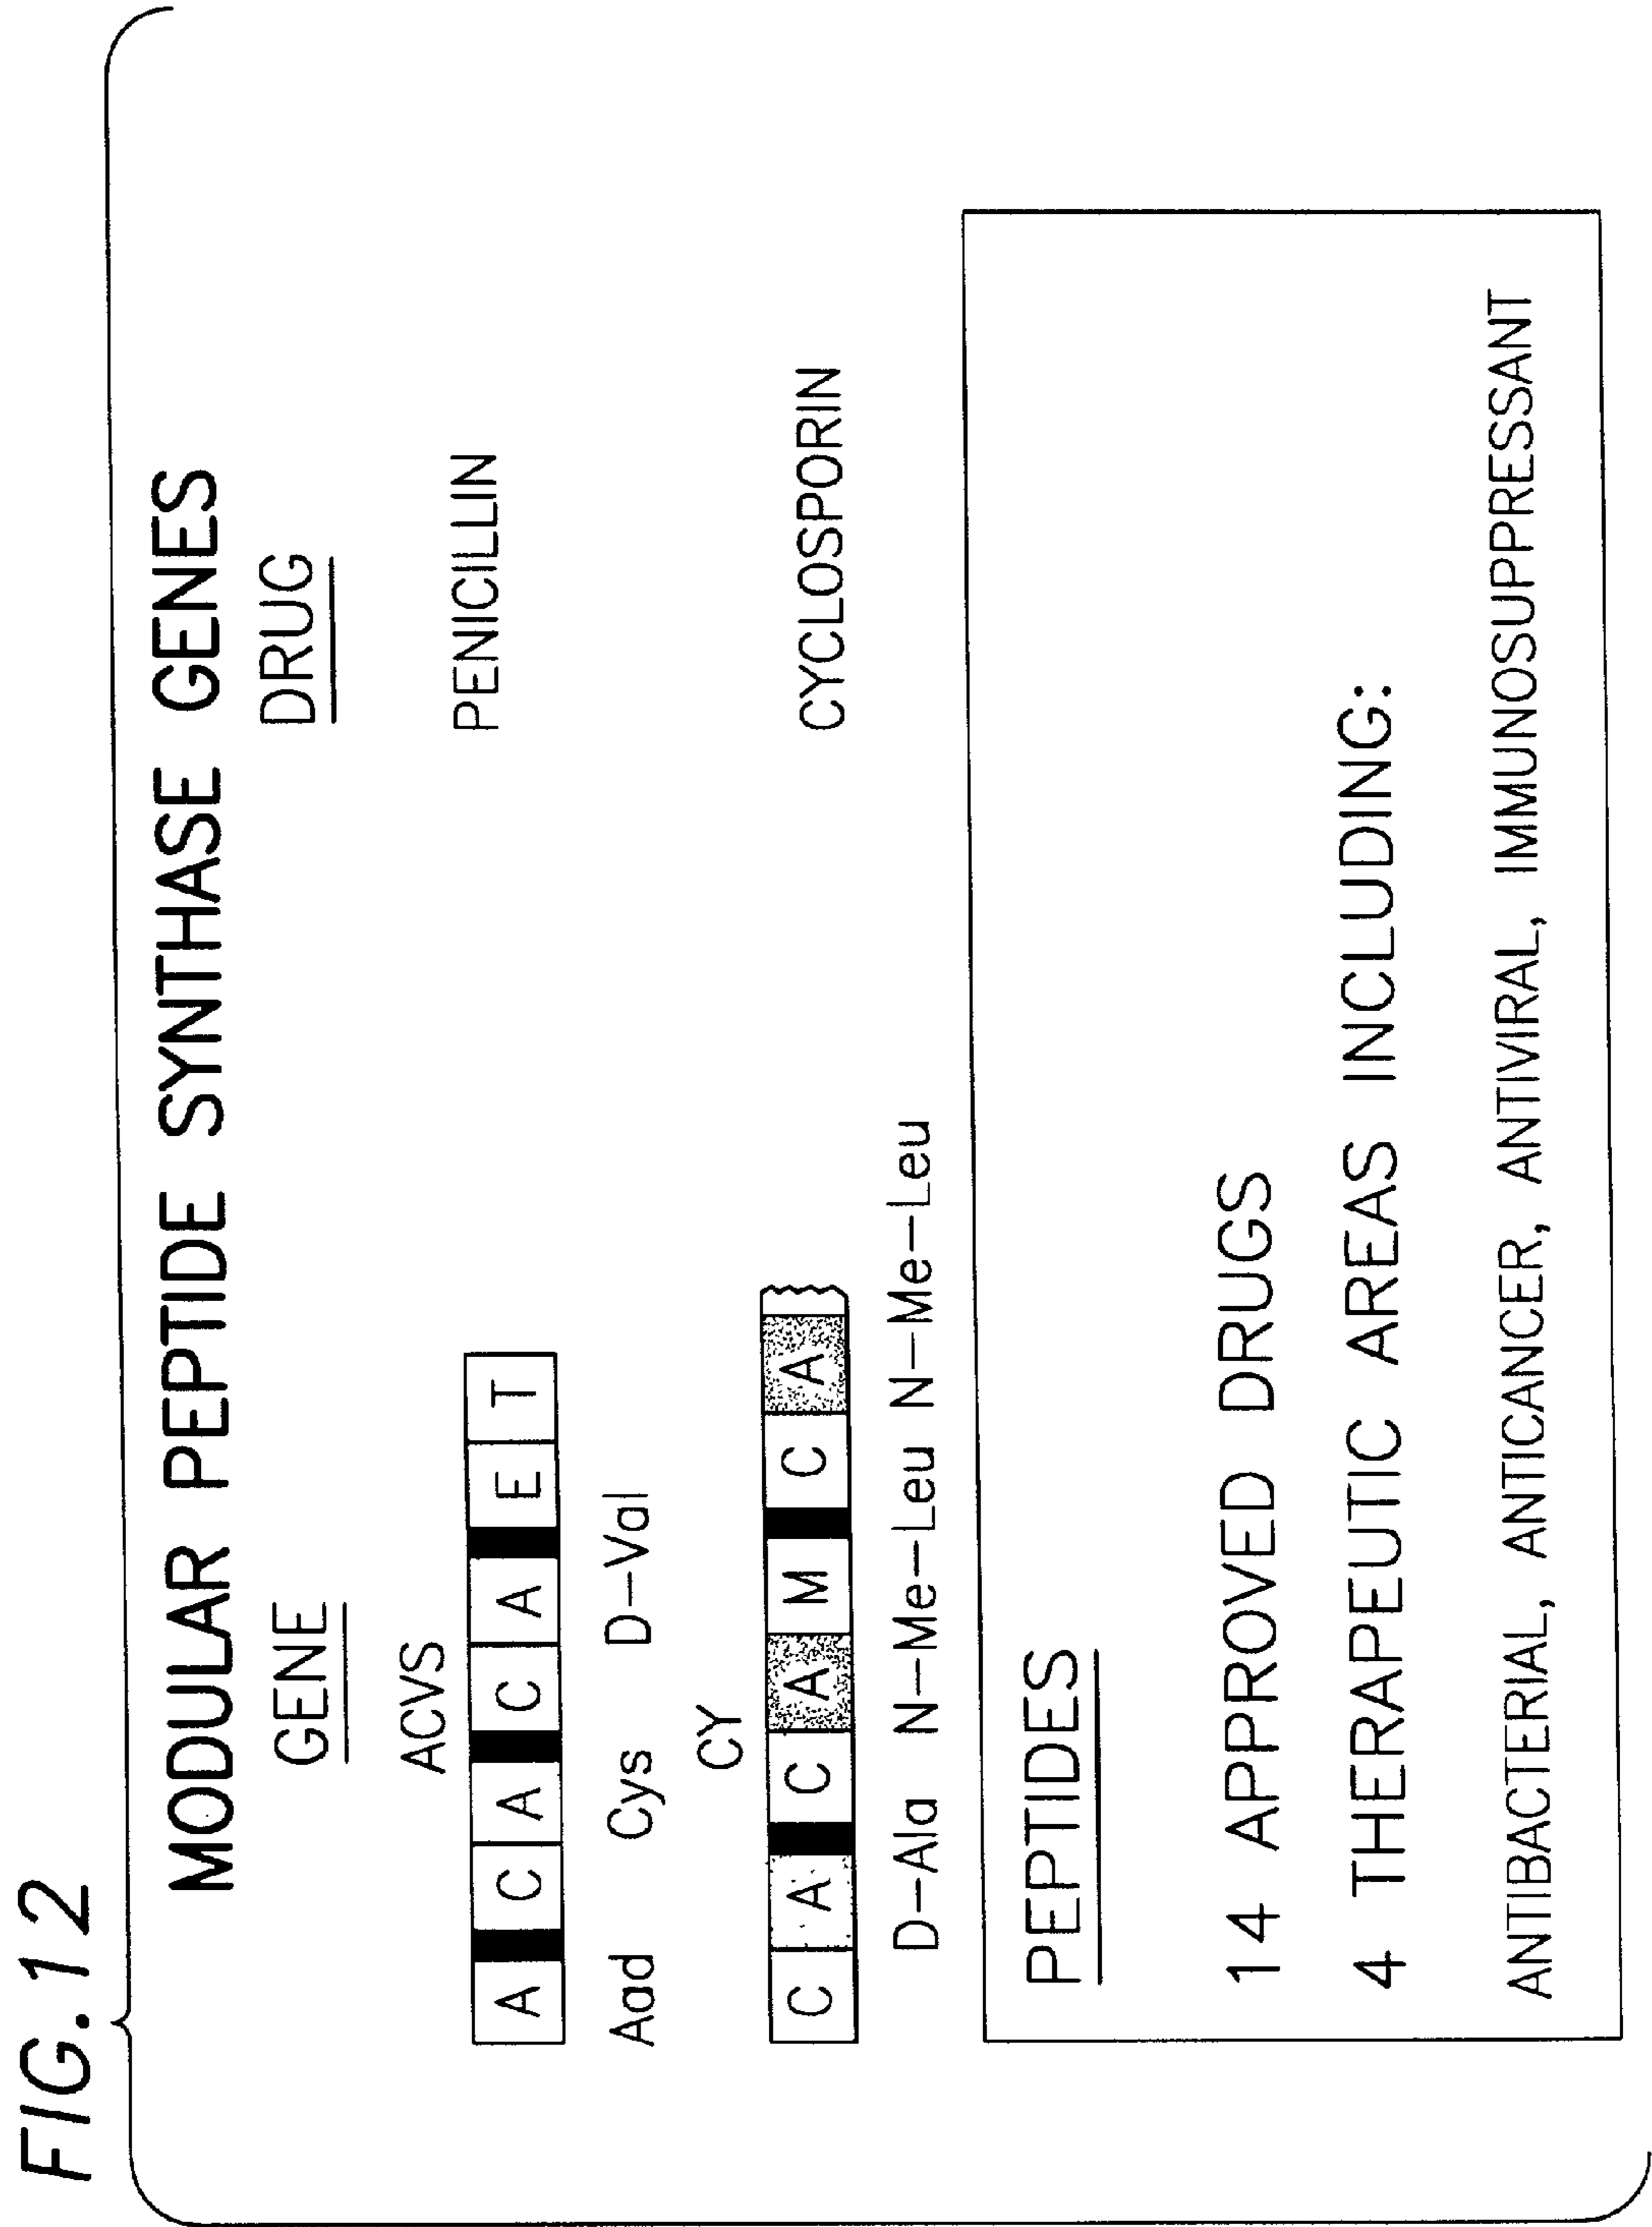 FIG. 12
MODULAR PEPTIDE SYNTHASE GENES
GENE DRUG
ACVS
A C A C A E T PENICILLIN
Aad Cys D-Val
CY
C A C A M C A CYCLOSPORIN
D-Ala N-Me-Leu N-Me-Leu
PEPTIDES
14 APPROVED DRUGS
4 THERAPEUTIC AREAS INCLUDING:
ANTIBACTERIAL, ANTICANCER, ANTIVIRAL, IMMUNOSUPPRESSANT